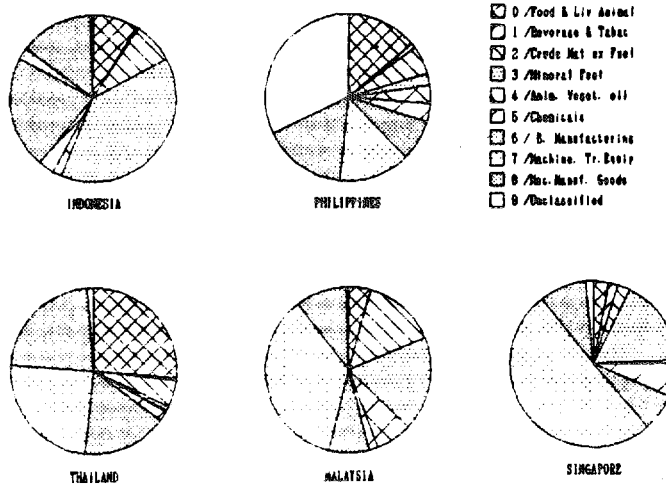 0 /Food & Liv Animal
1 /Beverage & Tabac
2 /Crude Mat ex Fuel
3 /Mineral Fuel
4 /Anim. Veget. oil
5 /Chemicals
6 / B. Manufacturing
7 /Machine. Tr. Equip
8 /Mac. Manuf. Goods
9 /Unclassified
INDONESIA
PHILIPPINES
THAILAND
MALAYSIA
SINGAPORE